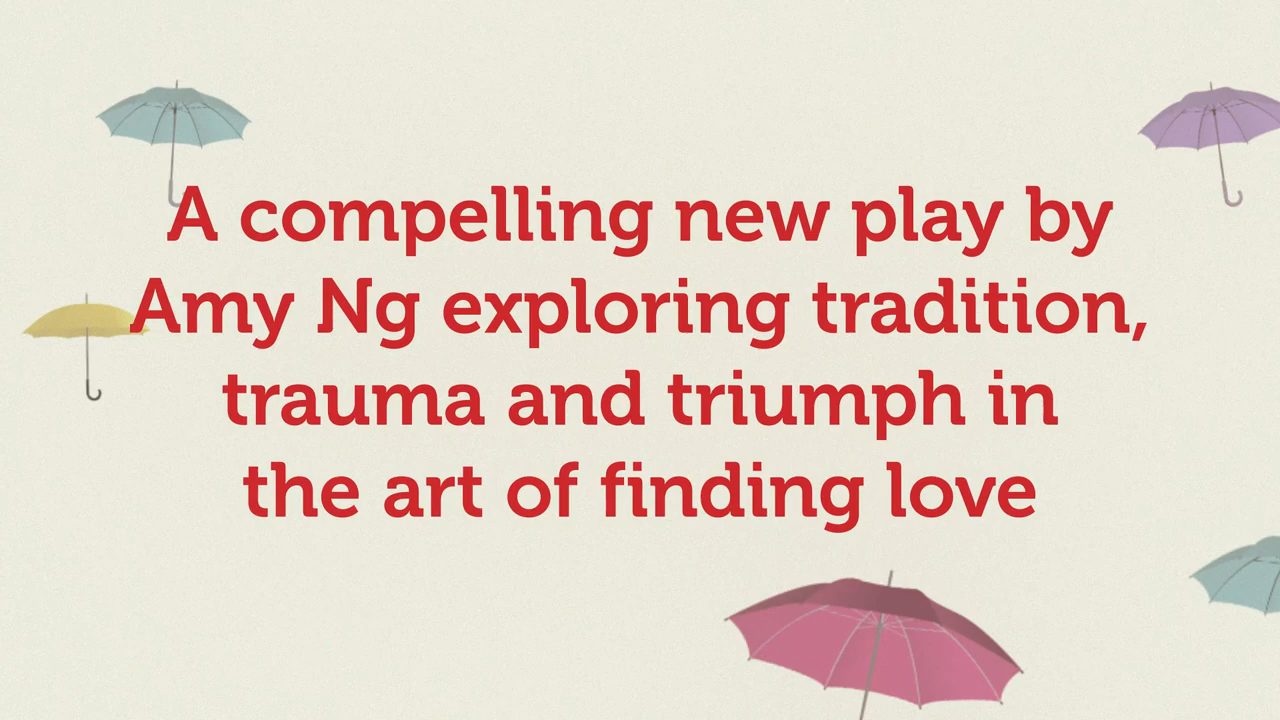 A compelling new play by
Amy Ng exploring tradition,
trauma and triumph in
the art of finding love